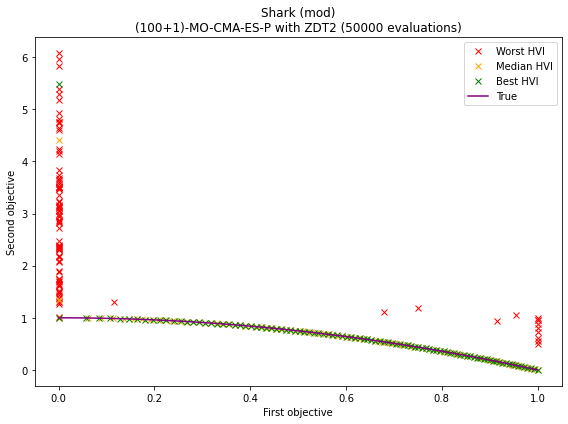 Shark (mod)
(100+1)-MO-CMA-ES-P with ZDT2 (50000 evaluations)
Worst HVI
Median HVI
Best HVI
True
Second objective
6
5
4
3
2
1
0
0.0 0.2 0.4 0.6 0.8 1.0
First objective